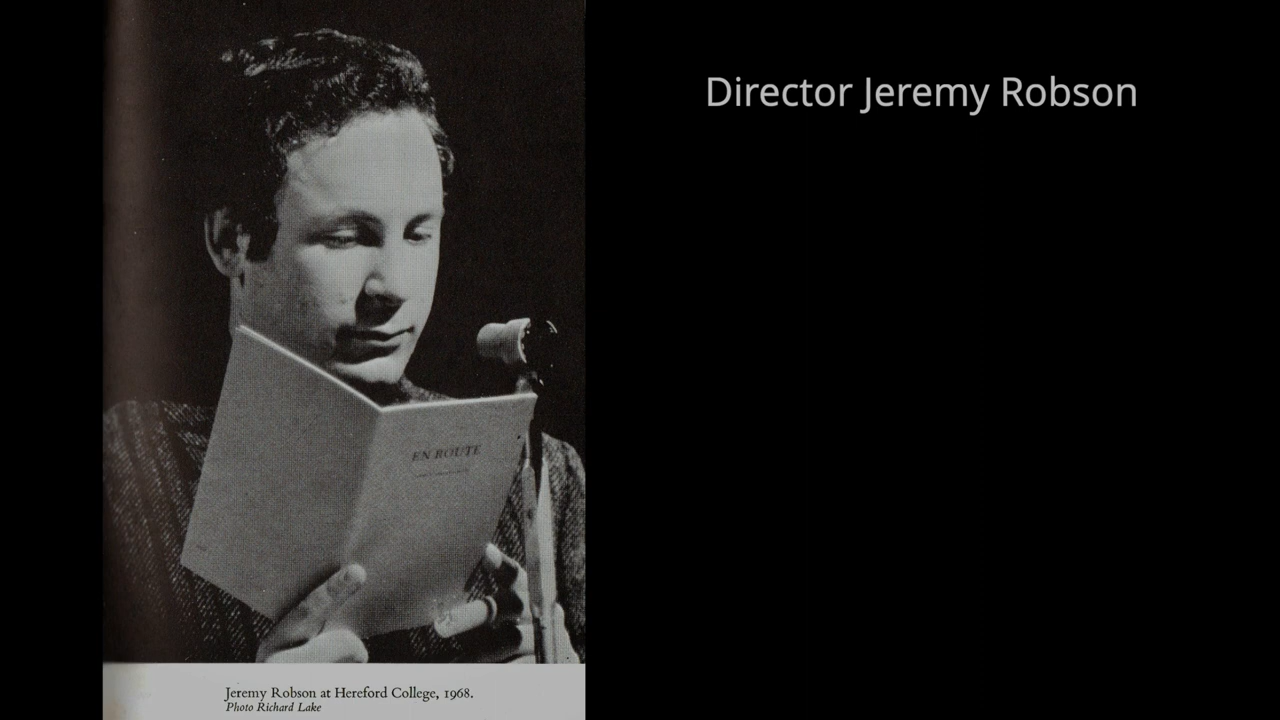 Director Jeremy Robson
EN ROUTE
Jeremy Robson at Hereford College, 1968.
Photo Richard Lake